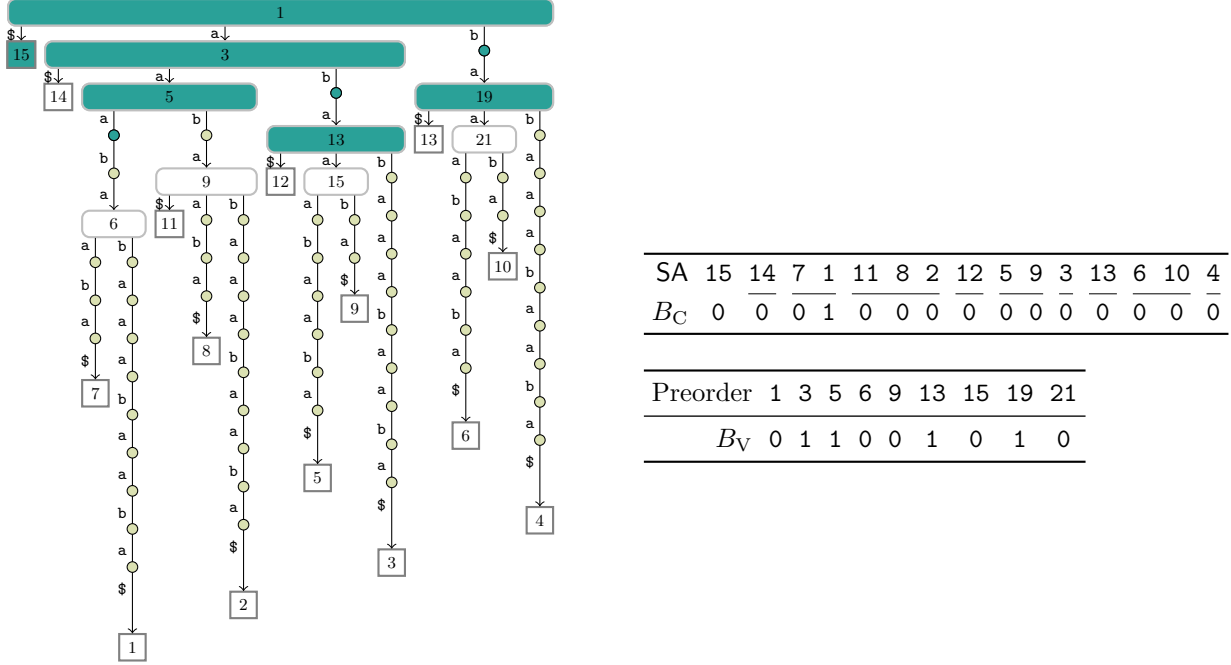 1
$ a b
15 3
$ a b a
14 5 19
a b a $ a b
13 13 21
b a $ a b a b a
9 12 15
a $ a b a b a b a a
6 11
a b b a b a a a $ a
10
b a a a a $ a a b
9
a a $ a a b b a
8
$ a b b a a a
7
b a a a $ b
a a $ b a
6
a b a $
5
b a $
4
a $
3
$
2
1
SA 15 14 7 1 11 8 2 12 5 9 3 13 6 10 4
B_C 0 0 0 1 0 0 0 0 0 0 0 0 0 0 0
Preorder 1 3 5 6 9 13 15 19 21
B_V 0 1 1 0 0 1 0 1 0